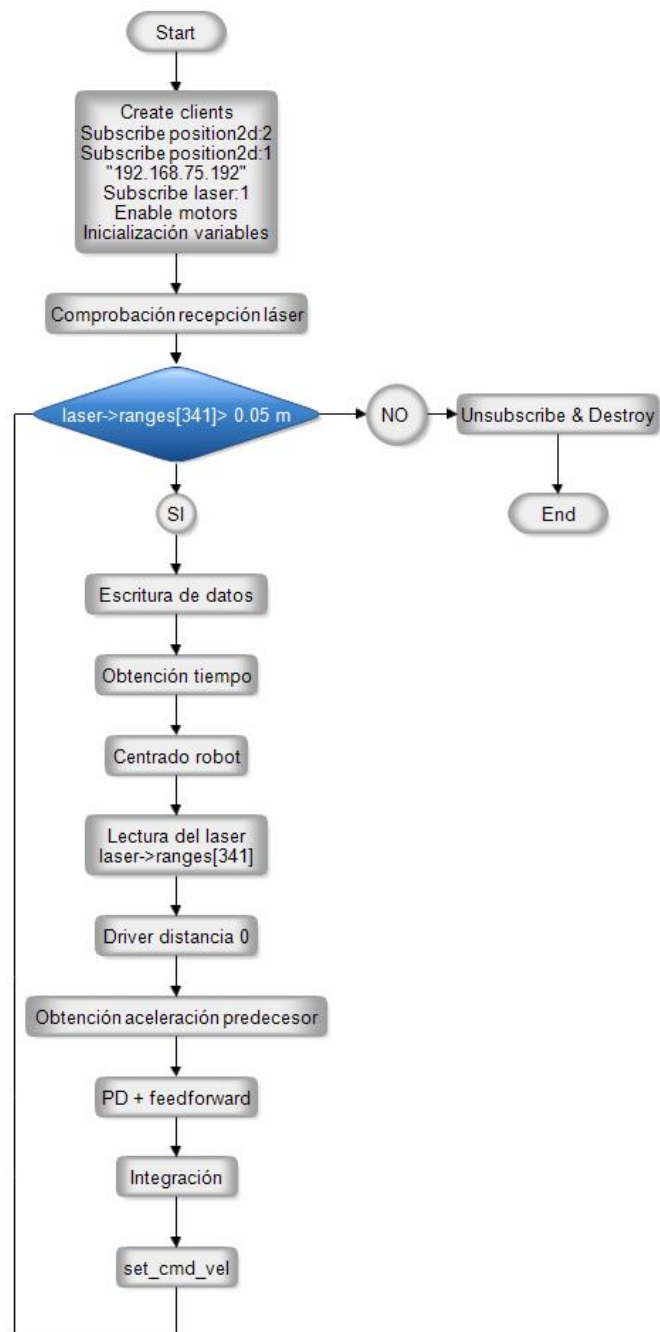 Start
Create clients
Subscribe position2d:2
Subscribe position2d:1
"192.168.75.192"
Subscribe laser:1
Enable motors
Inicialización variables
Comprobación recepción láser
laser->ranges[341]> 0.05 m
NO
Unsubscribe & Destroy
End
SI
Escritura de datos
Obtención tiempo
Centrado robot
Lectura del laser
laser->ranges[341]
Driver distancia 0
Obtención aceleración predecesor
PD + feedforward
Integración
set_cmd_vel